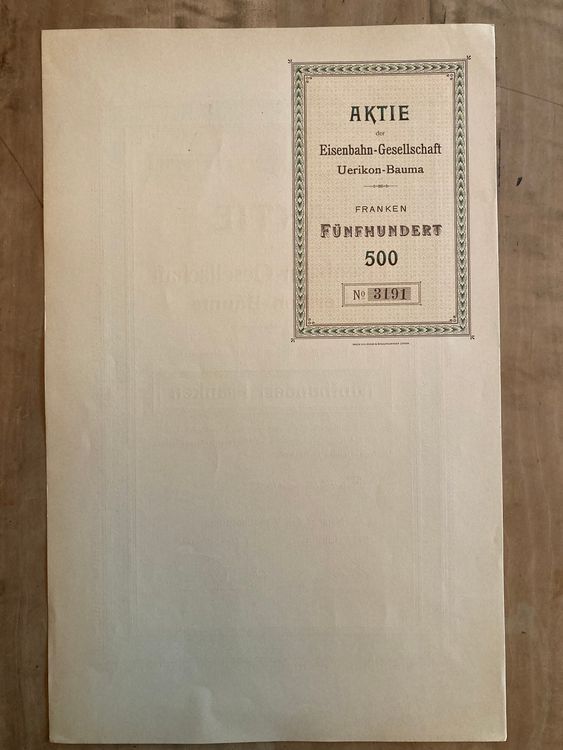 AKTIE
der
Eisenbahn-Gesellschaft
Uerikon-Bauma
FRANKEN
FÜNFHUNDERT
500
No 3191